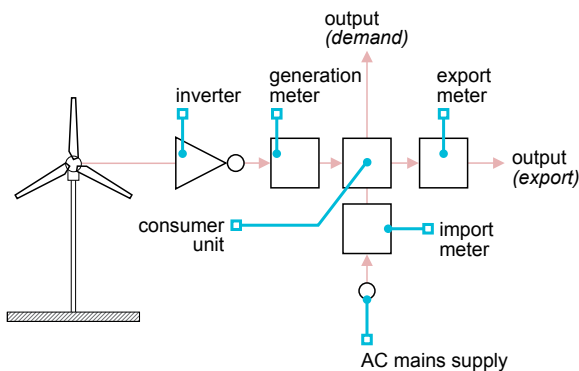 output
(demand)
inverter
generation
meter
export
meter
output
(export)
consumer
unit
import
meter
AC mains supply